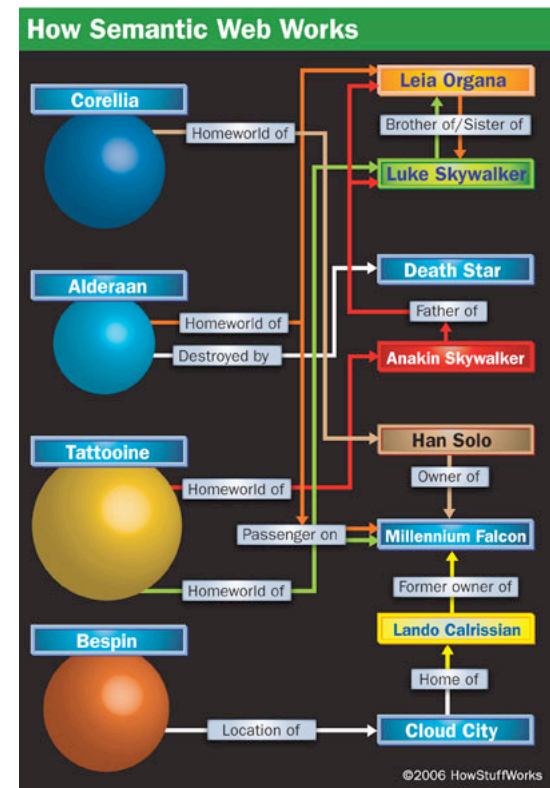 How Semantic Web Works
Corellia
Homeworld of
Leia Organa
Brother of/Sister of
Luke Skywalker
Alderaan
Homeworld of
Destroyed by
Death Star
Father of
Anakin Skywalker
Tattooine
Homeworld of
Han Solo
Owner of
Passenger on
Millennium Falcon
Homeworld of
Former owner of
Lando Calrissian
Bespin
Home of
Location of
Cloud City
©2006 HowStuffWorks